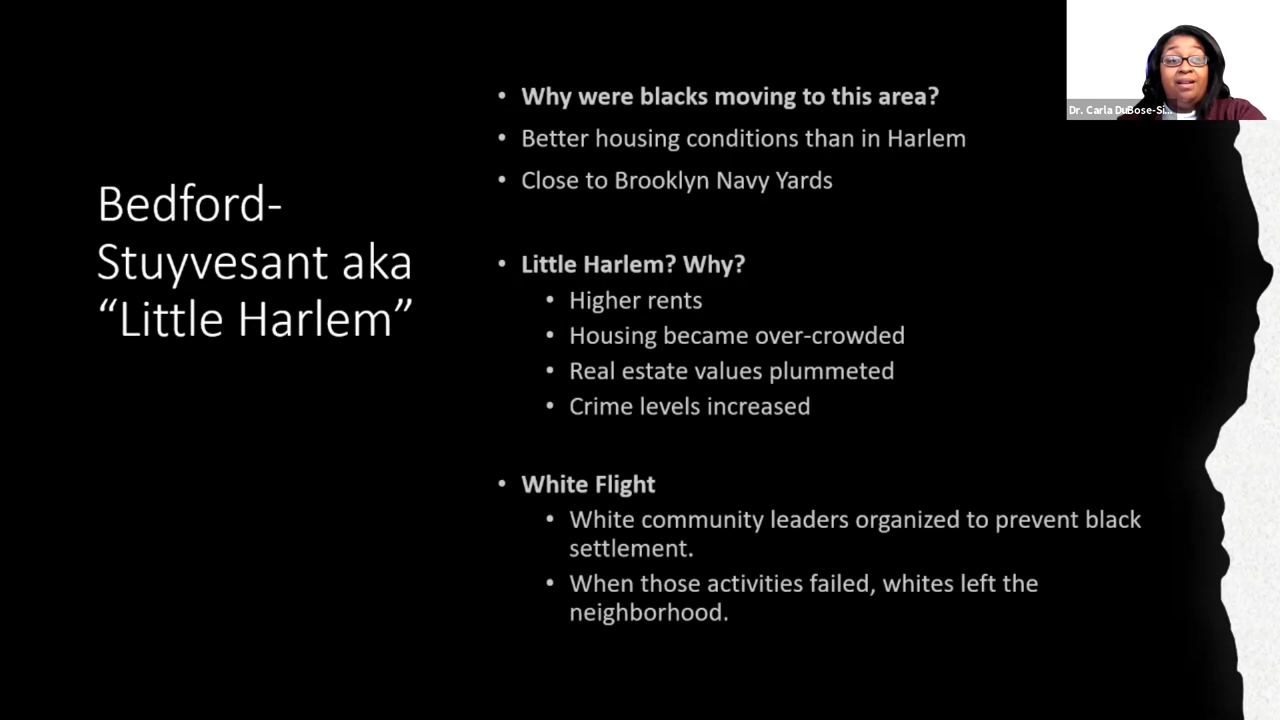 Bedford-
Stuyvesant aka
“Little Harlem”
• Why were blacks moving to this area?
• Better housing conditions than in Harlem
• Close to Brooklyn Navy Yards
• Little Harlem? Why?
• Higher rents
• Housing became over-crowded
• Real estate values plummeted
• Crime levels increased
• White Flight
• White community leaders organized to prevent black
settlement.
• When those activities failed, whites left the
neighborhood.
Dr. Carla DuBose-Si...